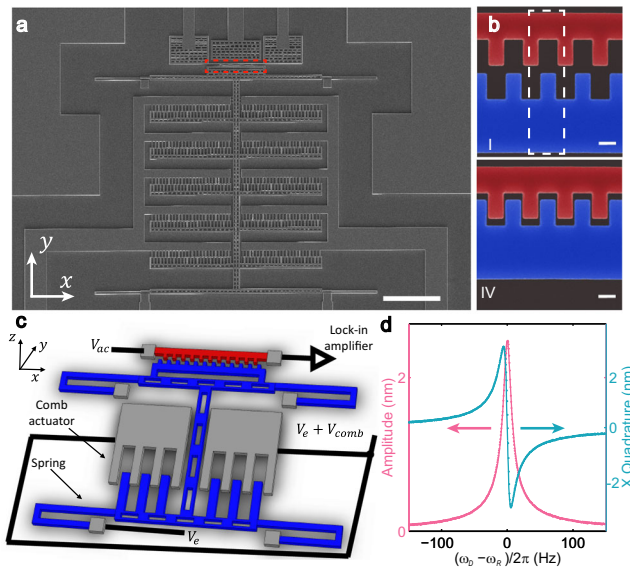 a
y
x
b
I
IV
c
z
y
x
V_ac
Lock-in
amplifier
Comb
actuator
V_e + V_comb
Spring
V_e
d
Amplitude (nm)
2
0
X Quadrature (nm)
2
0
-2
−100
0
100
(ω_D −ω_R)/2π (Hz)